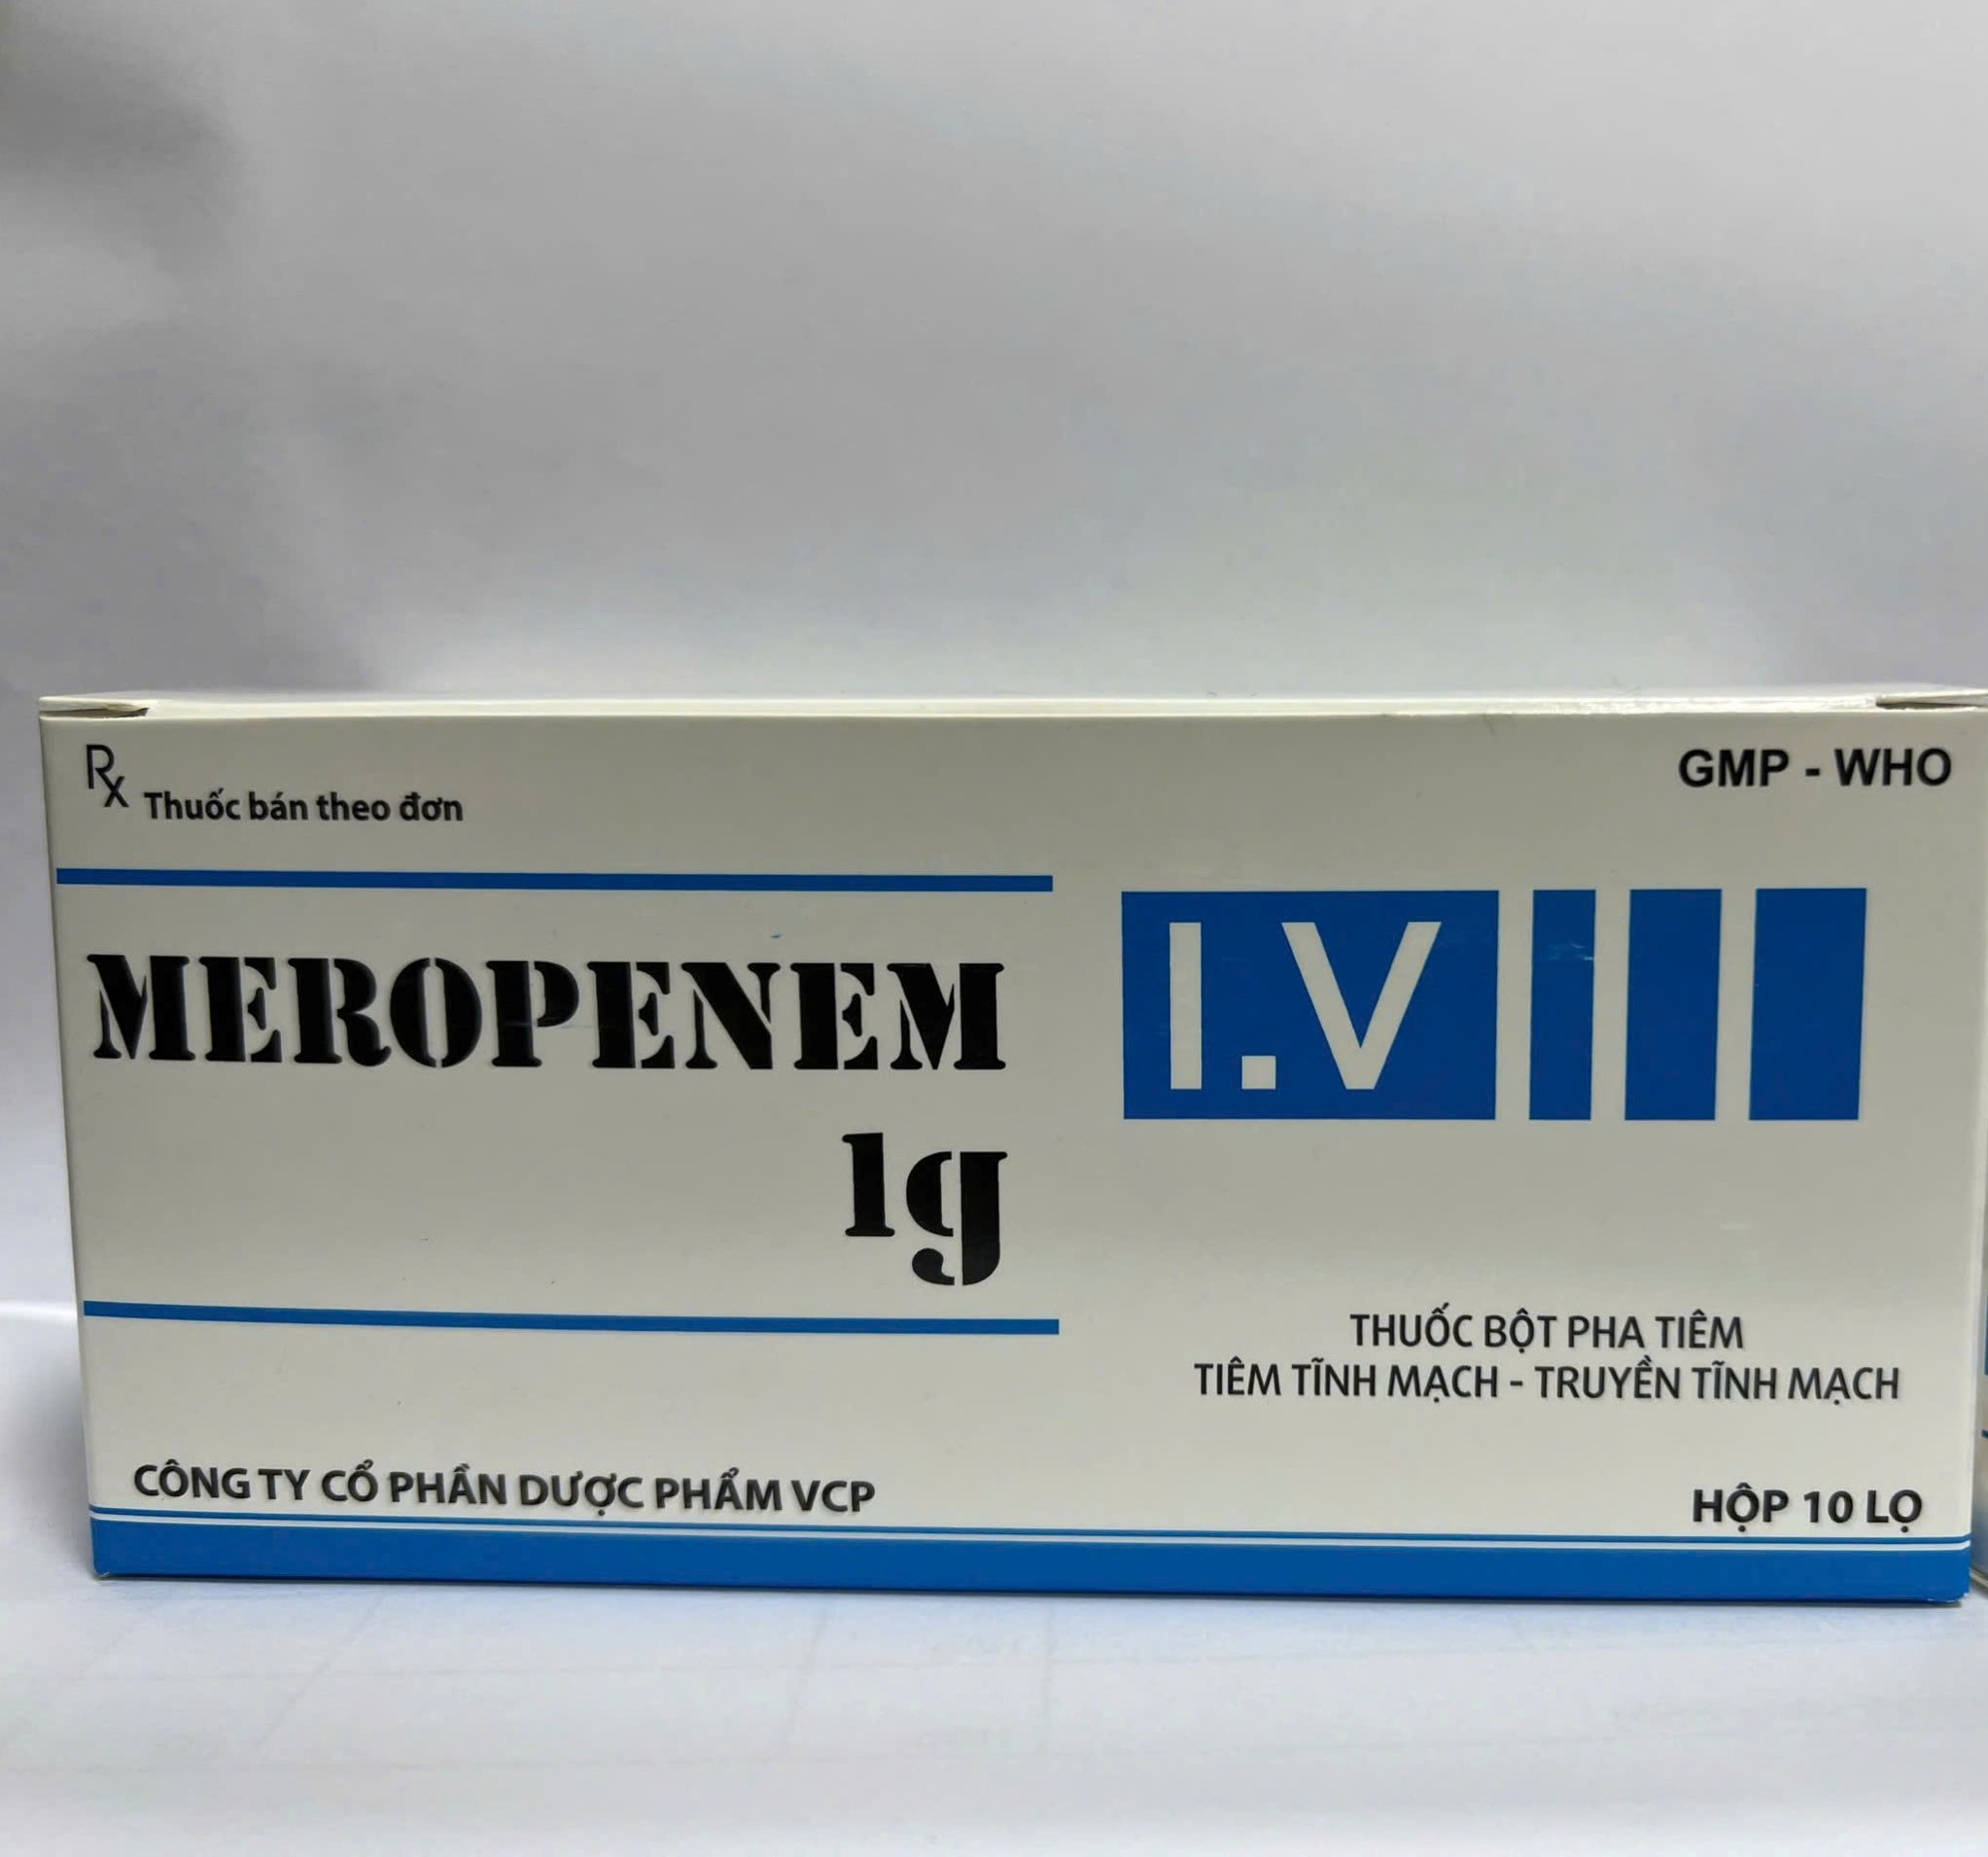 Rx Thuốc bán theo đơn
GMP - WHO
MEROPENEM
1g
I.V
THUỐC BỘT PHA TIÊM
TIÊM TĨNH MẠCH - TRUYỀN TĨNH MẠCH
CÔNG TY CỔ PHẦN DƯỢC PHẨM VCP
HỘP 10 LỌ